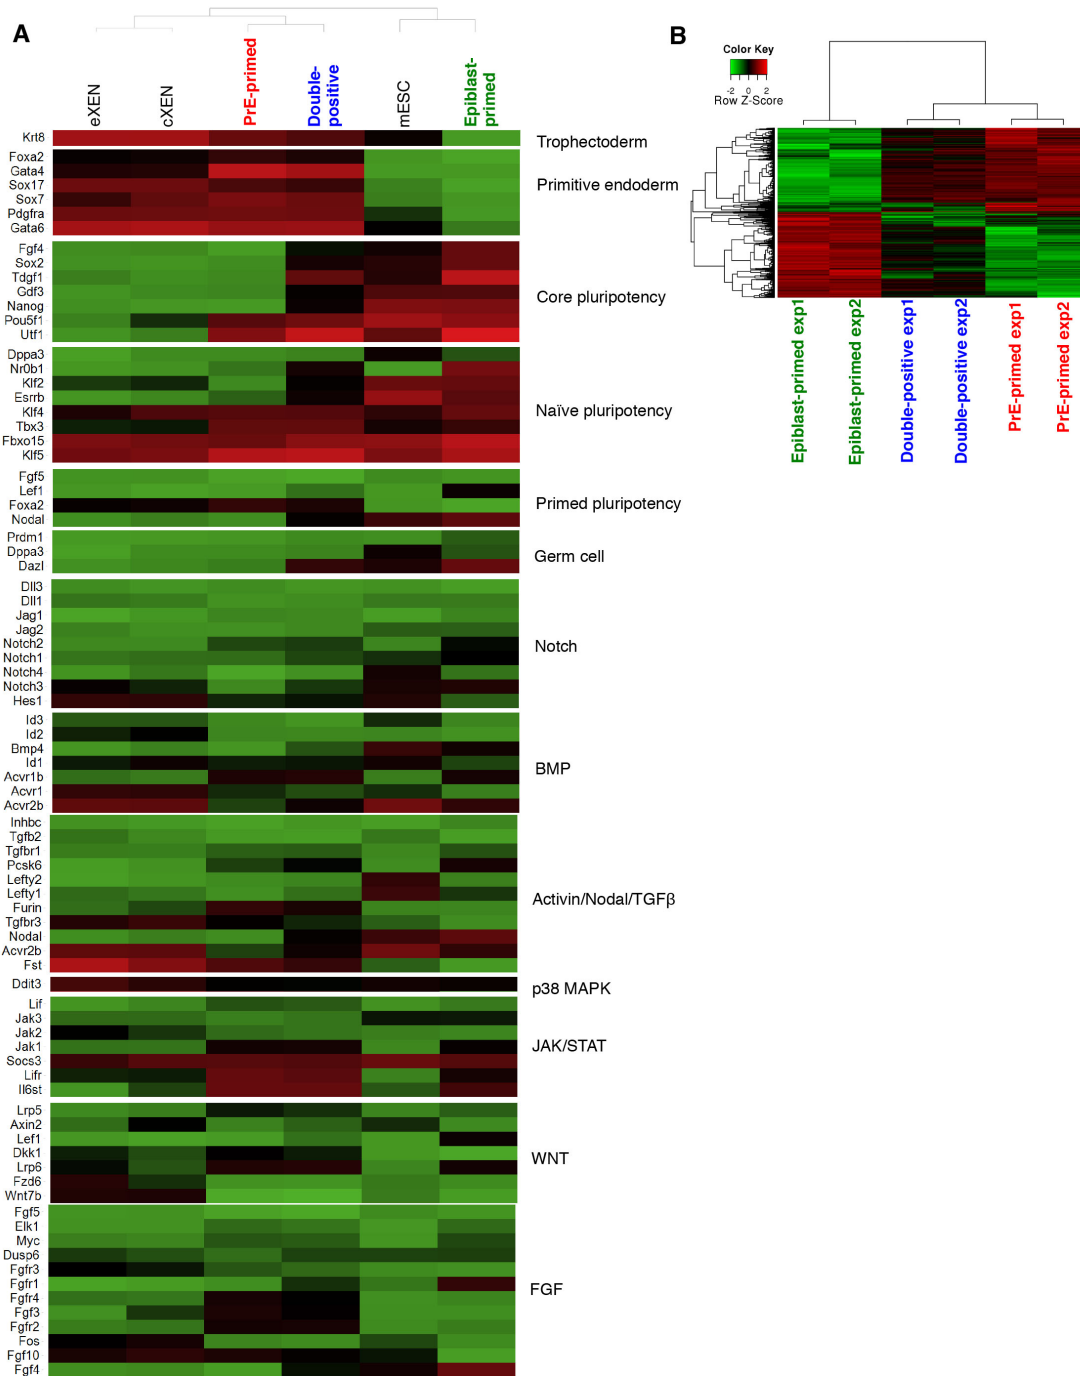 A
eXEN
cXEN
PrE-primed
Double-
positive
mESC
Epiblast-
primed
Krt8
Trophectoderm
Foxa2
Gata4
Sox17
Sox7
Pdgfra
Gata6
Primitive endoderm
Fgf4
Sox2
Tdgf1
Gdf3
Nanog
Pou5f1
Utf1
Core pluripotency
Dppa3
Nr0b1
Klf2
Esrrb
Klf4
Tbx3
Fbxo15
Klf5
Naïve pluripotency
Fgf5
Lef1
Foxa2
Nodal
Primed pluripotency
Prdm1
Dppa3
Dazl
Germ cell
Dll3
Dll1
Jag1
Jag2
Notch2
Notch1
Notch4
Notch3
Hes1
Notch
Id3
Id2
Bmp4
Id1
Acvr1b
Acvr1
Acvr2b
BMP
Inhbc
Tgfb2
Tgfbr1
Pcsk6
Lefty2
Lefty1
Furin
Tgfbr3
Nodal
Acvr2b
Fst
Activin/Nodal/TGFβ
Ddit3
p38 MAPK
Lif
Jak3
Jak2
Jak1
Socs3
Lifr
Il6st
JAK/STAT
Lrp5
Axin2
Lef1
Dkk1
Lrp6
Fzd6
Wnt7b
WNT
Fgf5
Elk1
Myc
Dusp6
Fgfr3
Fgfr1
Fgfr4
Fgf3
Fgfr2
Fos
Fgf10
Fgf4
FGF
B
Color Key
-2 0 2
Row Z-Score
Epiblast-primed exp1
Epiblast-primed exp2
Double-positive exp1
Double-positive exp2
PrE-primed exp1
PrE-primed exp2